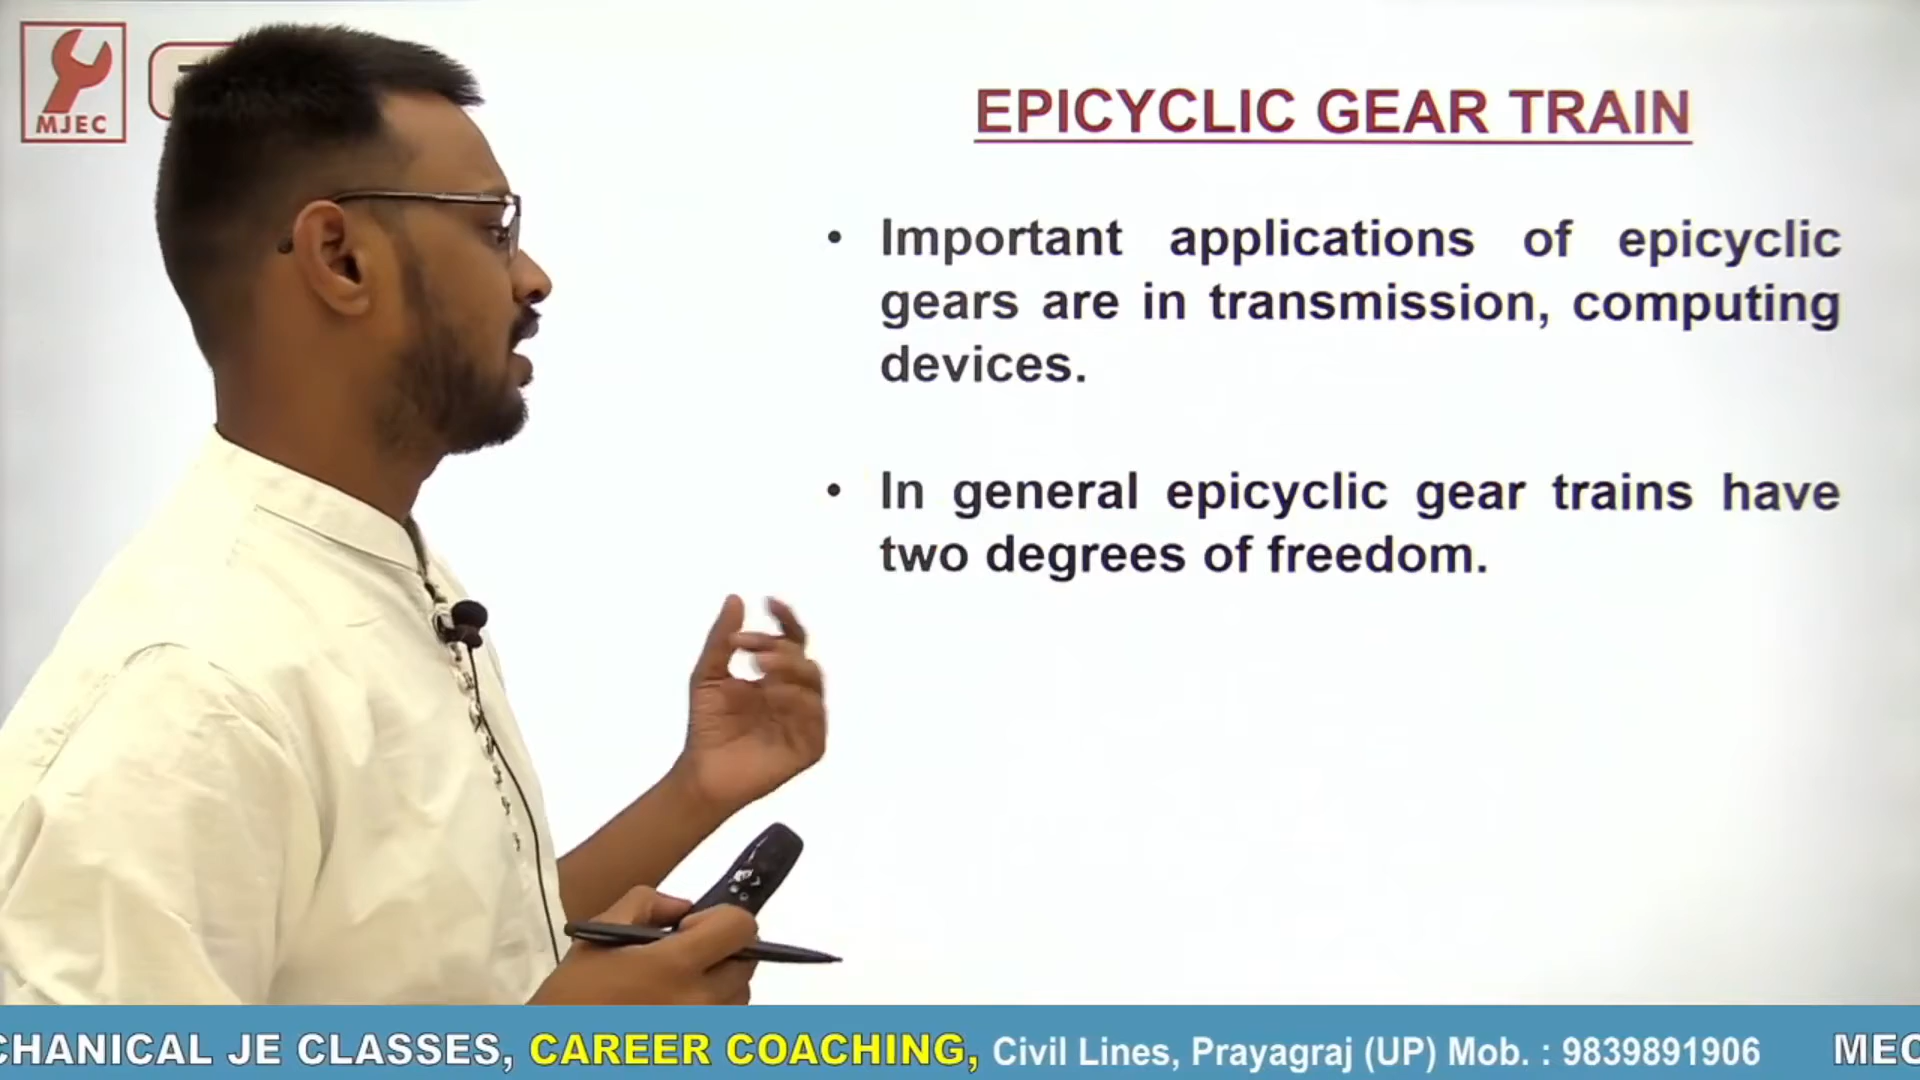 MJEC
EPICYCLIC GEAR TRAIN
• Important applications of epicyclic
gears are in transmission, computing
devices.
• In general epicyclic gear trains have
two degrees of freedom.
CHANICAL JE CLASSES, CAREER COACHING, Civil Lines, Prayagraj (UP) Mob. : 9839891906 MEC